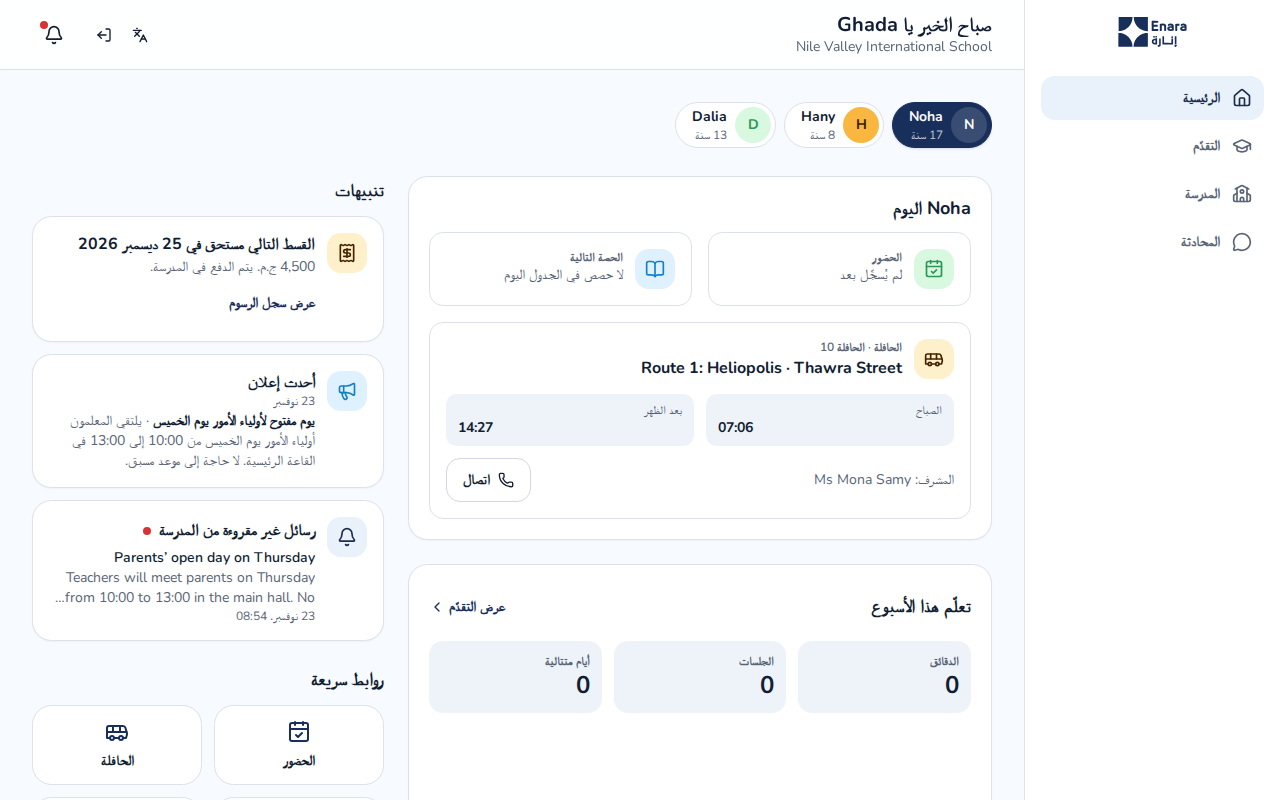 Enara
إنارة
الرئيسية
التقدّم
المدرسة
المحادثة
صباح الخير يا Ghada
Nile Valley International School
N
Noha
17 سنة
H
Hany
8 سنة
D
Dalia
13 سنة
Noha اليوم
الحضور
لم يُسجَّل بعد
الحصة التالية
لا حصص في الجدول اليوم
الحافلة · الحافلة 10
Route 1: Heliopolis · Thawra Street
الصباح
07:06
بعد الظهر
14:27
المشرف: Ms Mona Samy
اتصال
تعلّم هذا الأسبوع
عرض التقدّم
الدقائق
0
الجلسات
0
أيام متتالية
0
تنبيهات
القسط التالي مستحق في 25 ديسمبر 2026
4,500 ج.م. يتم الدفع في المدرسة.
عرض سجل الرسوم
أحدث إعلان
23 نوفمبر
يوم مفتوح لأولياء الأمور يوم الخميس · يلتقي المعلمون
أولياء الأمور يوم الخميس من 10:00 إلى 13:00 في
القاعة الرئيسية. لا حاجة إلى موعد مسبق.
رسائل غير مقروءة من المدرسة
Parents’ open day on Thursday
Teachers will meet parents on Thursday
from 10:00 to 13:00 in the main hall. No…
23 نوفمبر، 08:54
روابط سريعة
الحضور
الحافلة